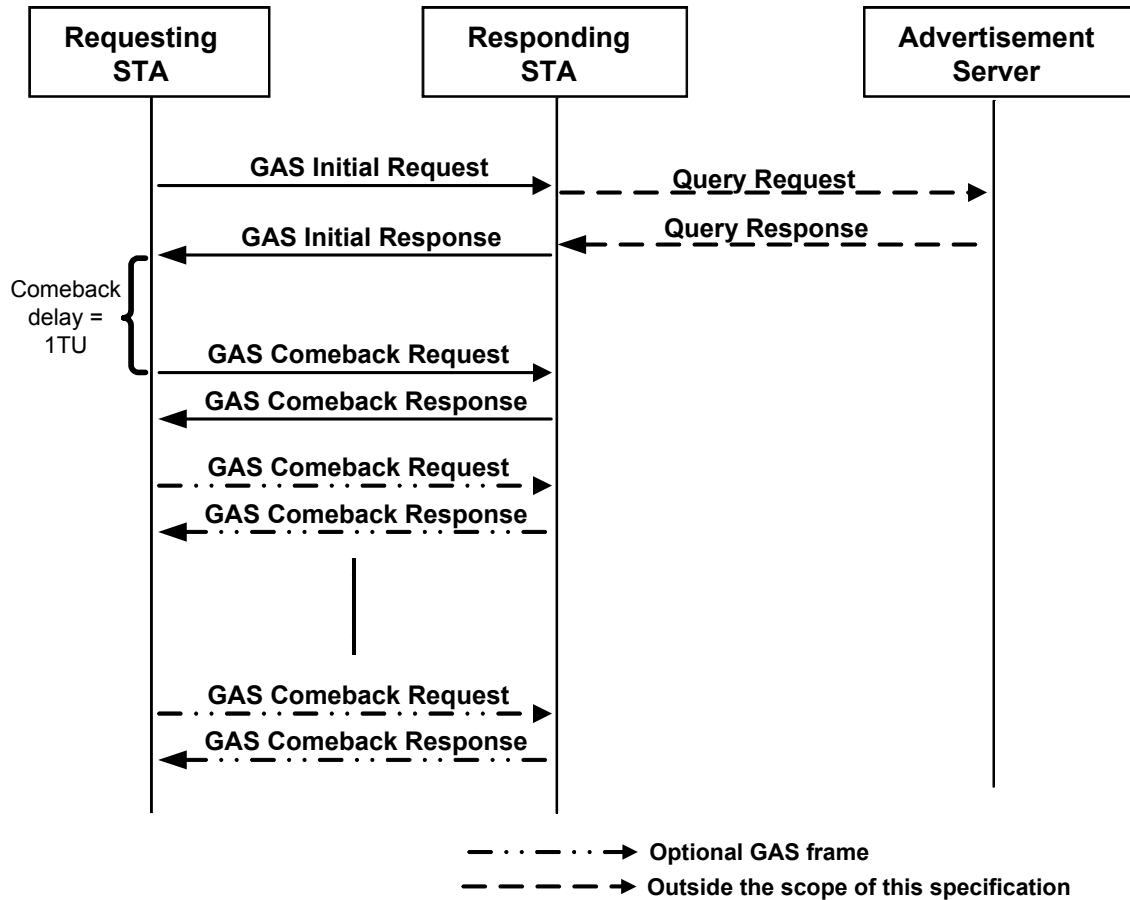 Requesting
STA
Responding
STA
Advertisement
Server
GAS Initial Request
Query Request
GAS Initial Response
Query Response
Comeback
delay =
1TU
GAS Comeback Request
GAS Comeback Response
GAS Comeback Request
GAS Comeback Response
GAS Comeback Request
GAS Comeback Response
Optional GAS frame
Outside the scope of this specification